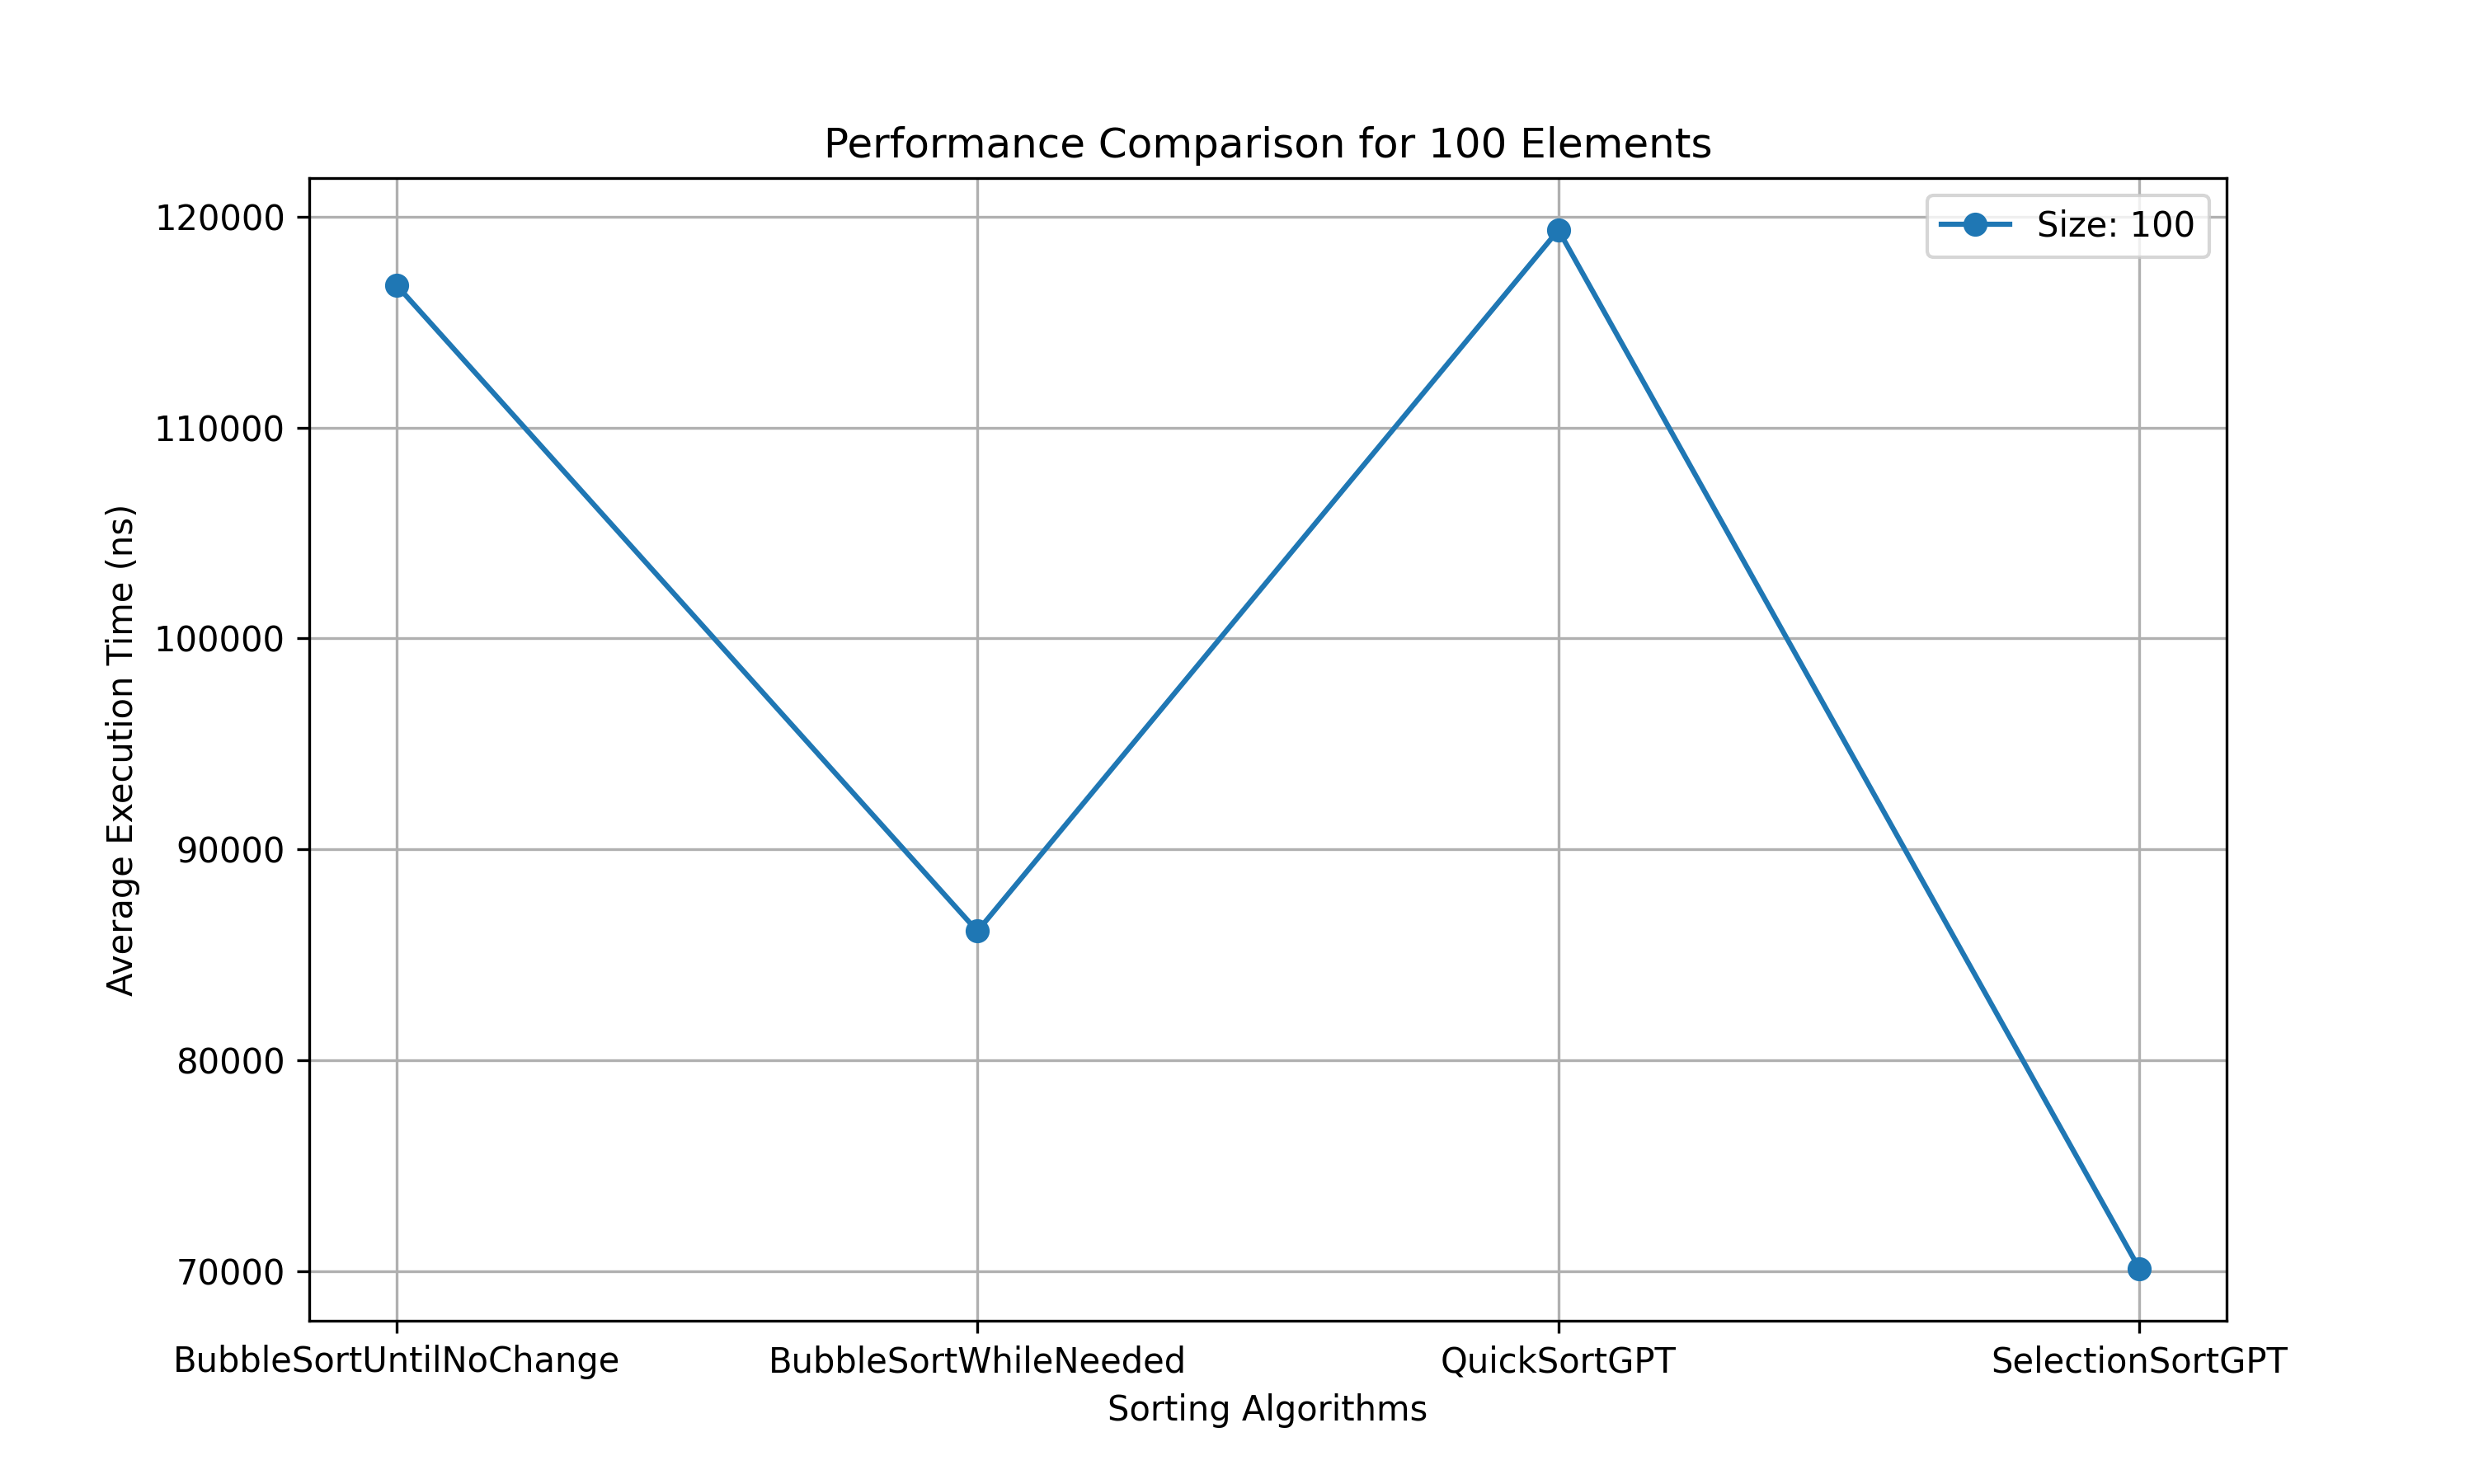 Performance Comparison for 100 Elements
Size: 100
120000
110000
100000
90000
80000
70000
Average Execution Time (ns)
BubbleSortUntilNoChange BubbleSortWhileNeeded QuickSortGPT SelectionSortGPT
Sorting Algorithms